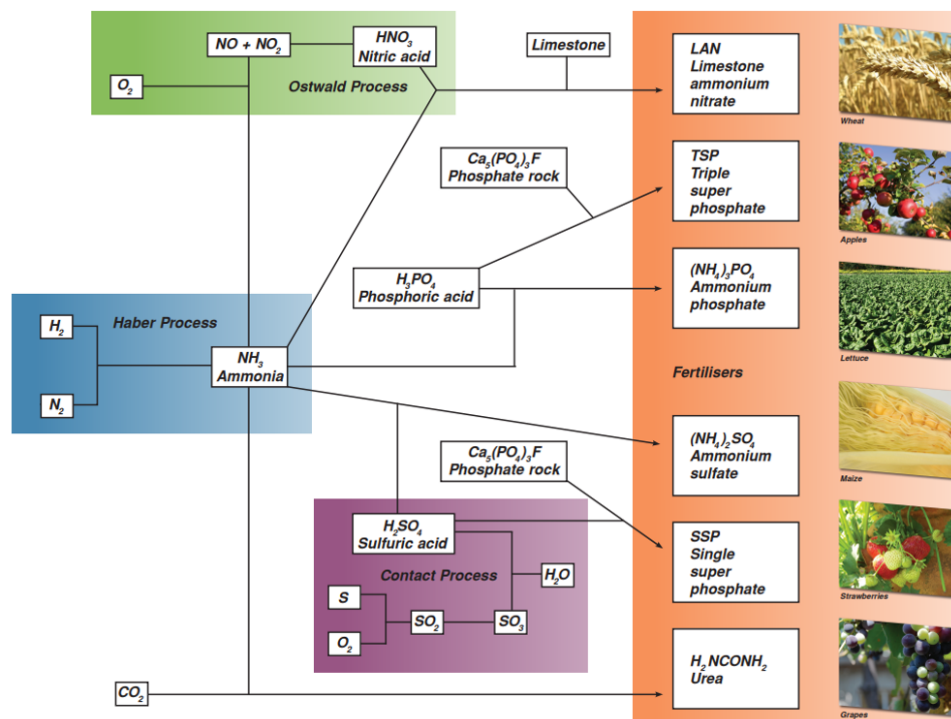 NO + NO₂
HNO₃
Nitric acid
O₂
Ostwald Process
Limestone
LAN
Limestone
ammonium
nitrate
Wheat
Ca₅(PO₄)₃F
Phosphate rock
TSP
Triple
super
phosphate
Apples
H₃PO₄
Phosphoric acid
(NH₄)₃PO₄
Ammonium
phosphate
Lettuce
Haber Process
H₂
N₂
NH₃
Ammonia
Fertilisers
Ca₅(PO₄)₃F
Phosphate rock
(NH₄)₂SO₄
Ammonium
sulfate
Maize
H₂SO₄
Sulfuric acid
Contact Process
H₂O
S
O₂
SO₂
SO₃
SSP
Single
super
phosphate
Strawberries
CO₂
H₂NCONH₂
Urea
Grapes